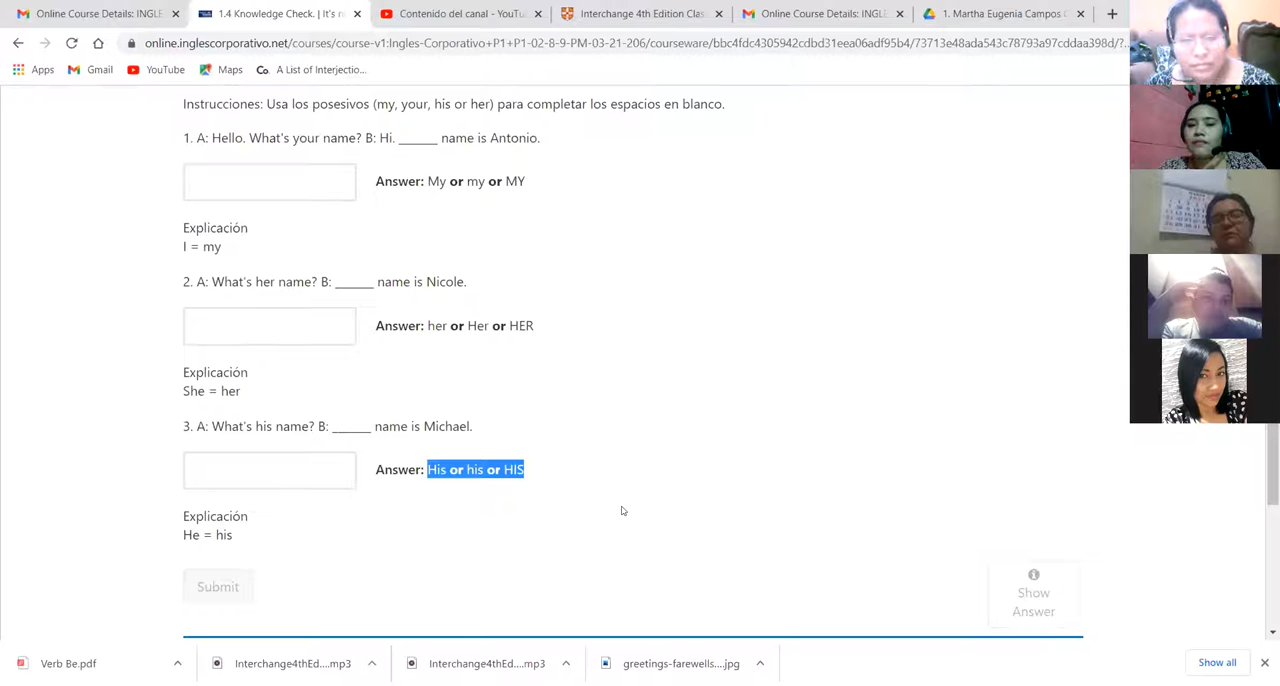 Online Course Details: INGLE
1.4 Knowledge Check. | It's n
Contenido del canal - YouTu
Interchange 4th Edition Clas
Online Course Details: INGLE
1. Martha Eugenia Campos
online.inglescorporativo.net/courses/course-v1:Ingles-Corporativo+P1+P1-02-8-9-PM-03-21-206/courseware/bbc4fdc4305942cdbd31eea06adf95b4/73713e48ada543c78793a97cddaa398d/?...
Apps Gmail YouTube Maps Co. A List of Interjectio...
Instrucciones: Usa los posesivos (my, your, his or her) para completar los espacios en blanco.
1. A: Hello. What's your name? B: Hi. ______ name is Antonio.
Answer: My or my or MY
Explicación
I = my
2. A: What's her name? B: ______ name is Nicole.
Answer: her or Her or HER
Explicación
She = her
3. A: What's his name? B: ______ name is Michael.
Answer: His or his or HIS
Explicación
He = his
Submit
Show
Answer
Verb Be.pdf
Interchange4thEd....mp3
Interchange4thEd....mp3
greetings-farewells....jpg
Show all